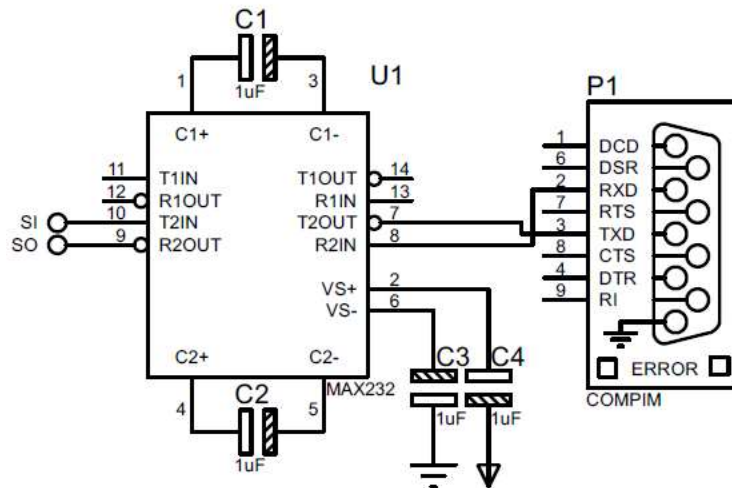 C1
1 3
1uF
U1
C1+ C1-
11 T1IN T1OUT 14
12 R1OUT R1IN 13
SI 10 T2IN T2OUT 7
SO 9 R2OUT R2IN 8
VS+ 2
VS- 6
C2+ C2-
MAX232
4 5
C2
1uF
C3 C4
1uF 1uF
P1
1 DCD
6 DSR
2 RXD
7 RTS
3 TXD
8 CTS
4 DTR
9 RI
ERROR
COMPIM